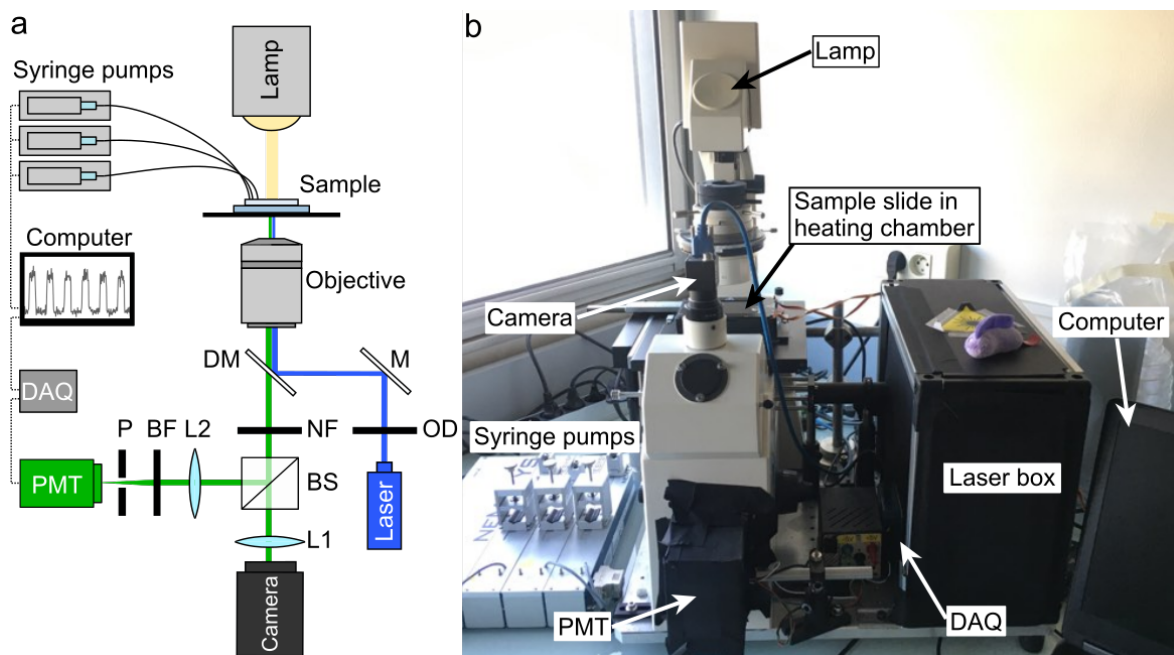 a
Lamp
Syringe pumps
Sample
Computer
Objective
DM
M
DAQ
P
BF
L2
NF
OD
PMT
BS
Laser
L1
Camera
b
Lamp
Sample slide in
heating chamber
Camera
Computer
Syringe pumps
Laser box
PMT
DAQ